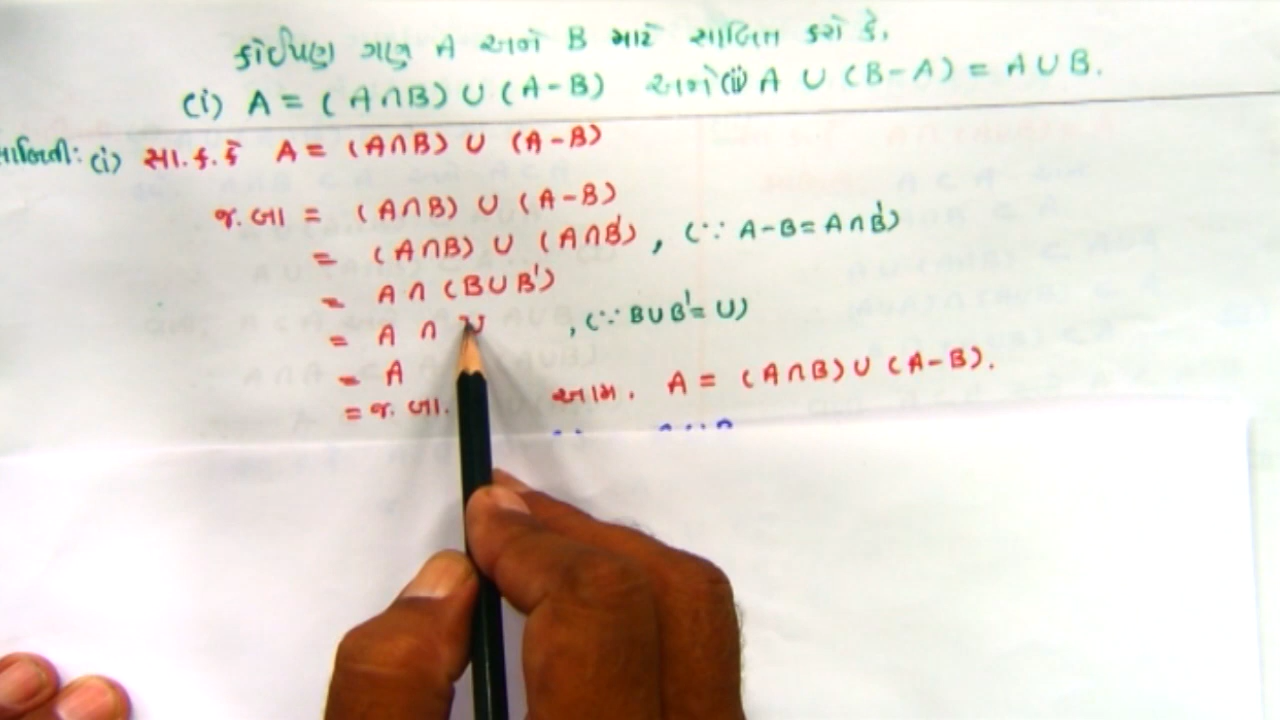 કોઈપણ ગણ A અને B માટે સાબિત કરો કે,
(i) A = (A∩B) ∪ (A-B) અને (ii) A ∪ (B-A) = A∪B.
સાબિતી: (i) સા.ક.કે A = (A∩B) ∪ (A-B)
જ.બા = (A∩B) ∪ (A-B)
= (A∩B) ∪ (A∩B'), (∵ A-B = A∩B')
= A ∩ (B∪B')
= A ∩ U , (∵ B∪B' = U)
= A
= જ.બા. આમ, A = (A∩B) ∪ (A-B).